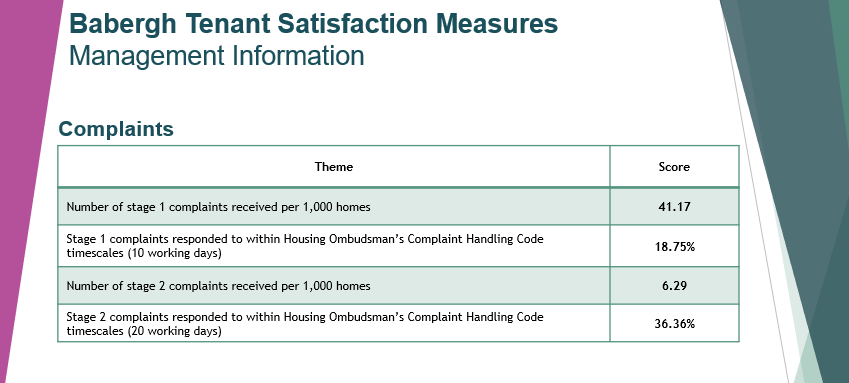 Babergh Tenant Satisfaction Measures
Management Information
Complaints
Theme Score
Number of stage 1 complaints received per 1,000 homes 41.17
Stage 1 complaints responded to within Housing Ombudsman's Complaint Handling Code
timescales (10 working days) 18.75%
Number of stage 2 complaints received per 1,000 homes 6.29
Stage 2 complaints responded to within Housing Ombudsman's Complaint Handling Code
timescales (20 working days) 36.36%